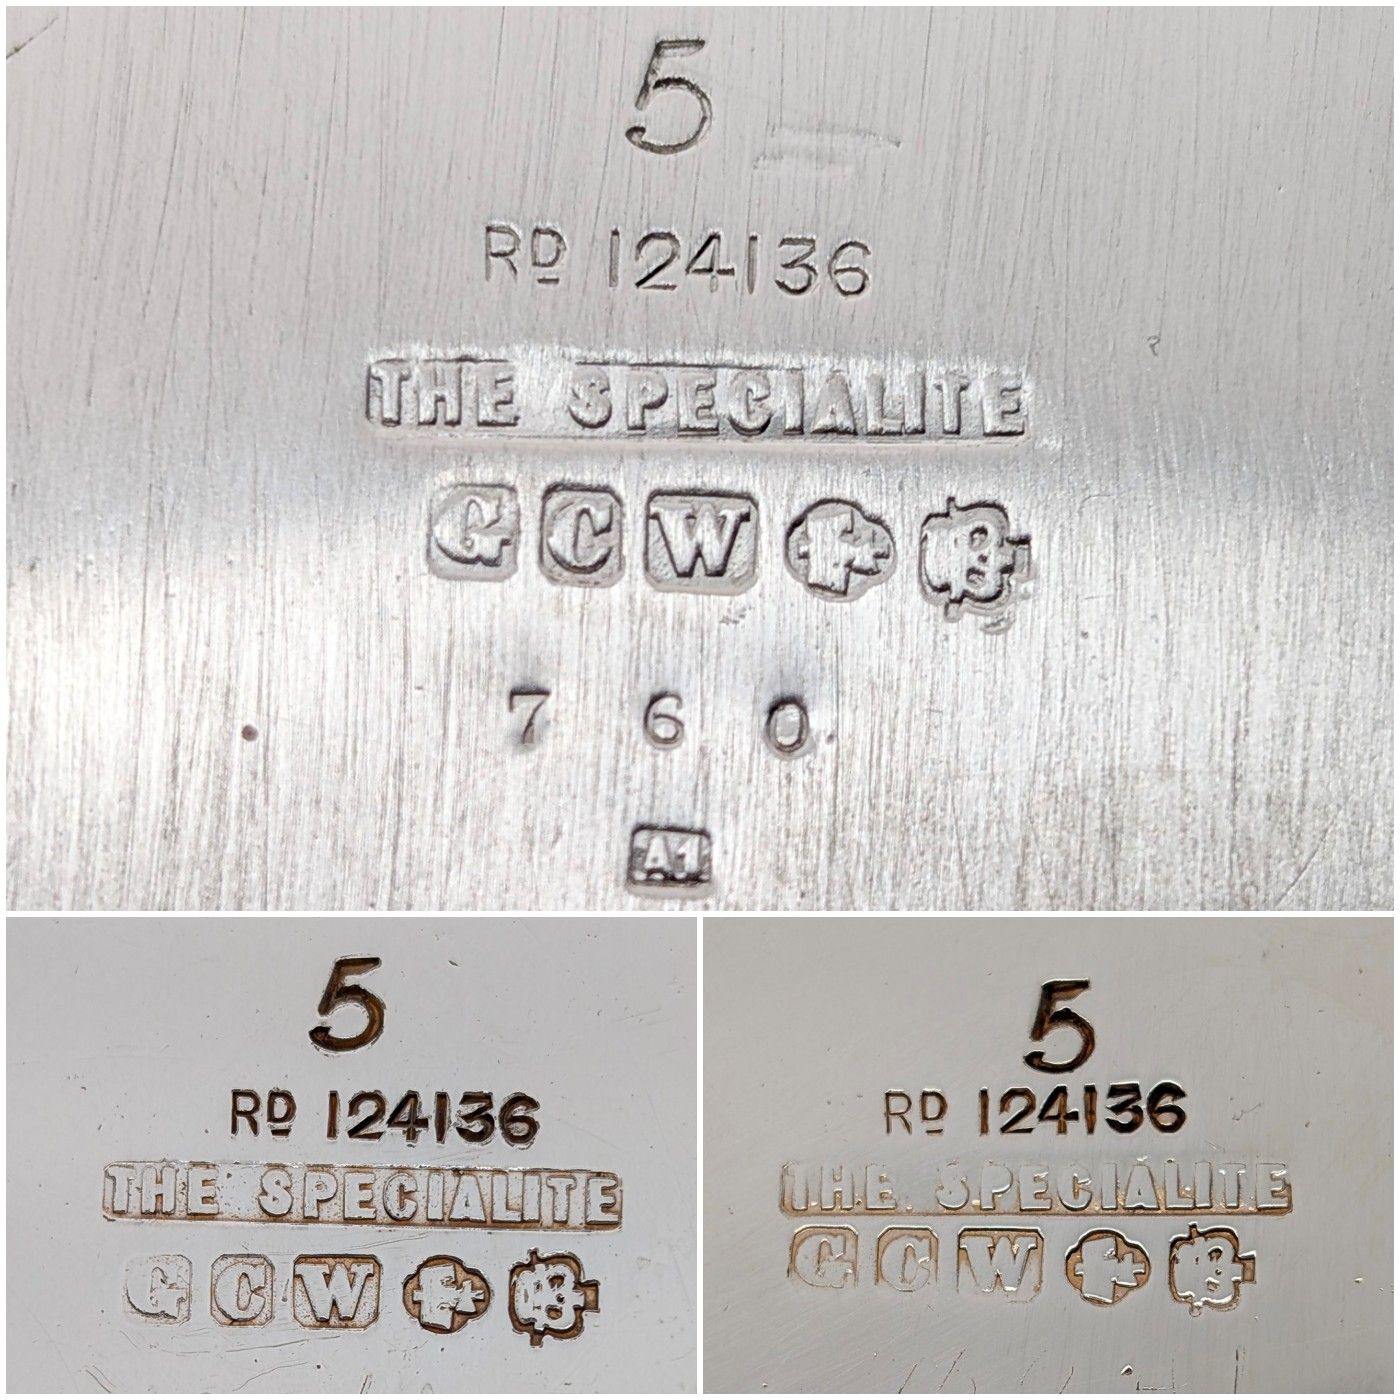 5
RD 124136
THE SPECIALITE
G C W
7 6 0
A1
5
RD 124136
THE SPECIALITE
G C W
5
RD 124136
THE SPECIALITE
G C W